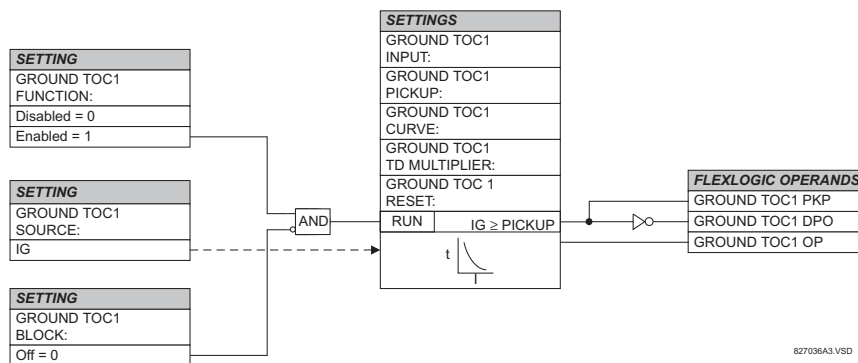 SETTING
GROUND TOC1
FUNCTION:
Disabled = 0
Enabled = 1
SETTING
GROUND TOC1
SOURCE:
IG
SETTING
GROUND TOC1
BLOCK:
Off = 0
AND
SETTINGS
GROUND TOC1
INPUT:
GROUND TOC1
PICKUP:
GROUND TOC1
CURVE:
GROUND TOC1
TD MULTIPLIER:
GROUND TOC 1
RESET:
RUN
IG ≥ PICKUP
t
I
FLEXLOGIC OPERANDS
GROUND TOC1 PKP
GROUND TOC1 DPO
GROUND TOC1 OP
827036A3.VSD